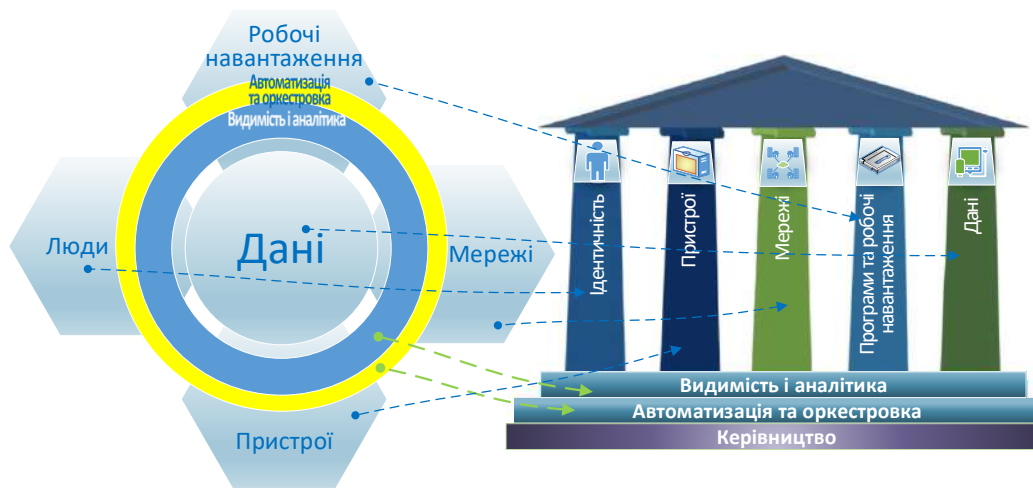 Робочі
навантаження
Автоматизація
та оркестровка
Видимість і аналітика
Люди
Дані
Мережі
Пристрої
Ідентичність
Пристрої
Мережі
Програми та робочі
навантаження
Дані
Видимість і аналітика
Автоматизація та оркестровка
Керівництво